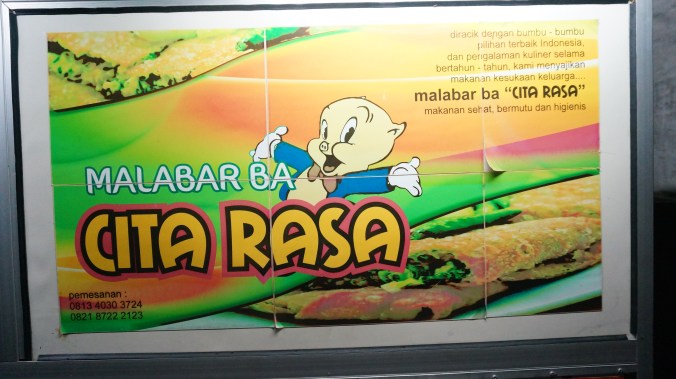 diracik dengan bumbu - bumbu
pilihan terbaik Indonesia,
dan pengalaman kuliner selama
bertahun - tahun, kami menyajikan
makanan kesukaan keluarga....
malabar ba "CITA RASA"
makanan sehat, bermutu dan higienis
MALABAR BA
CITA RASA
pemesanan :
0813 4030 3724
0821 8722 2123